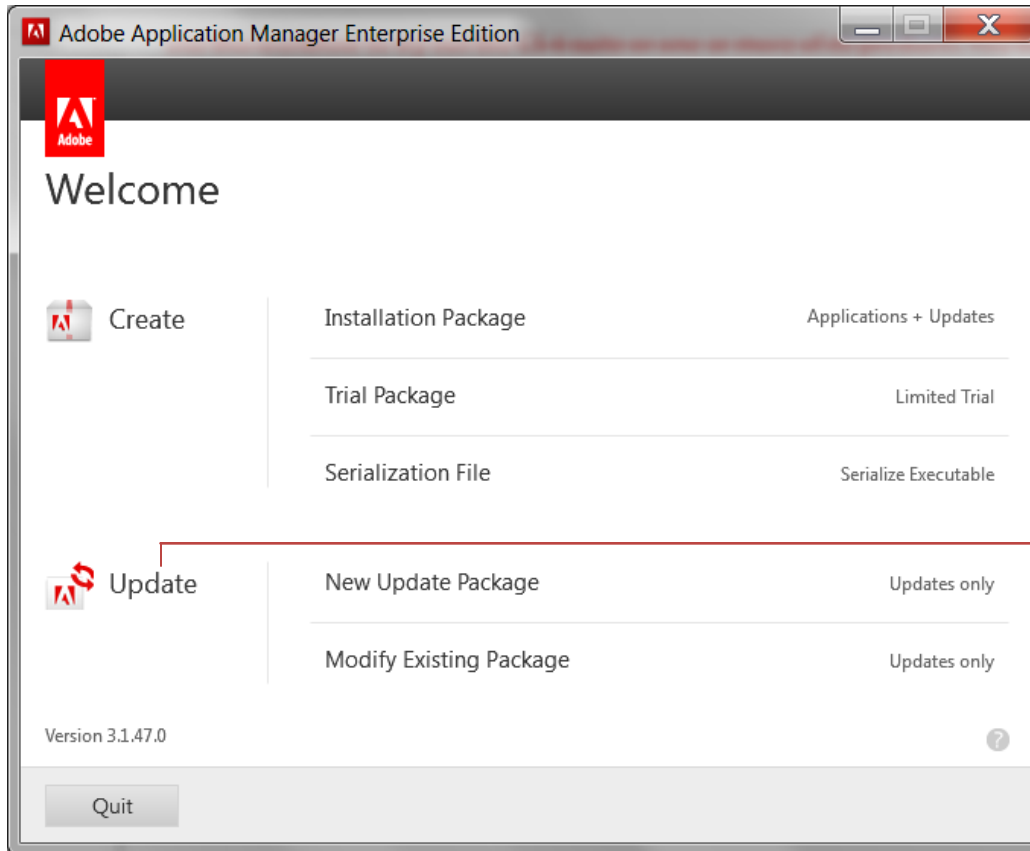 Adobe Application Manager Enterprise Edition
Adobe
Welcome
Create
Installation Package Applications + Updates
Trial Package Limited Trial
Serialization File Serialize Executable
Update
New Update Package Updates only
Modify Existing Package Updates only
Version 3.1.47.0
?
Quit